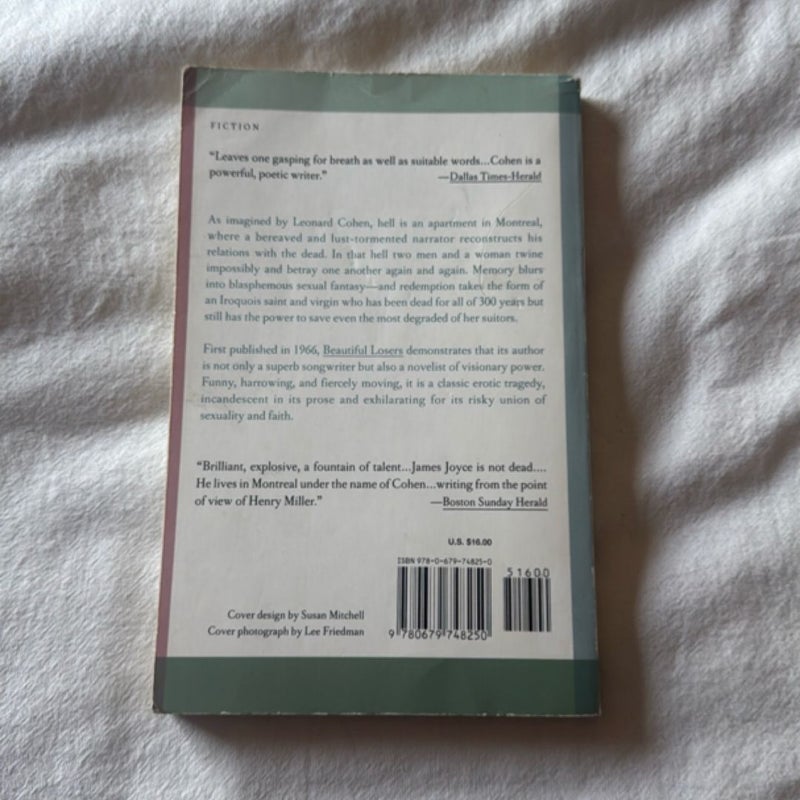 FICTION
“Leaves one gasping for breath as well as suitable words...Cohen is a
powerful, poetic writer.” —Dallas Times-Herald
As imagined by Leonard Cohen, hell is an apartment in Montreal,
where a bereaved and lust-tormented narrator reconstructs his
relations with the dead. In that hell two men and a woman twine
impossibly and betray one another again and again. Memory blurs
into blasphemous sexual fantasy—and redemption takes the form of
an Iroquois saint and virgin who has been dead for all of 300 years but
still has the power to save even the most degraded of her suitors.
First published in 1966, Beautiful Losers demonstrates that its author
is not only a superb songwriter but also a novelist of visionary power.
Funny, harrowing, and fiercely moving, it is a classic erotic tragedy,
incandescent in its prose and exhilarating for its risky union of
sexuality and faith.
“Brilliant, explosive, a fountain of talent...James Joyce is not dead....
He lives in Montreal under the name of Cohen...writing from the point
of view of Henry Miller.” —Boston Sunday Herald
U.S. $16.00
ISBN 978-0-679-74825-0
51600
9 780679 748250
Cover design by Susan Mitchell
Cover photograph by Lee Friedman